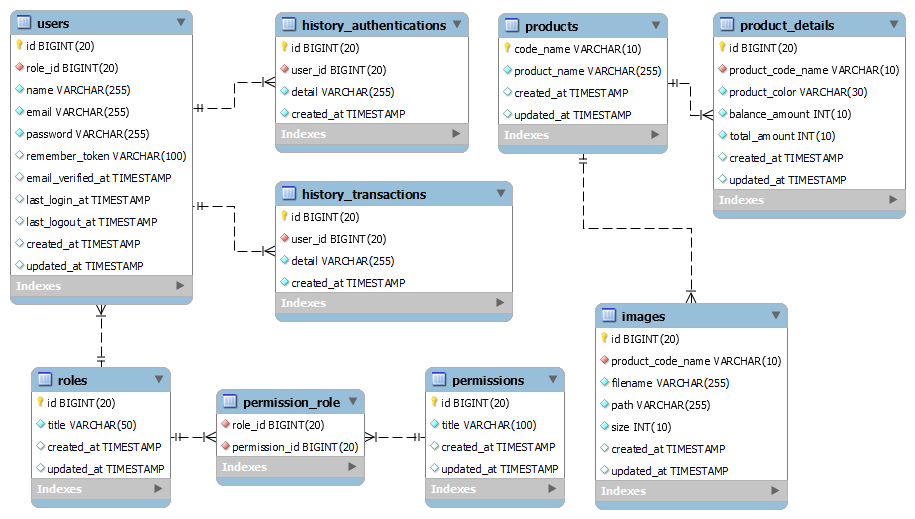 users
id BIGINT(20)
role_id BIGINT(20)
name VARCHAR(255)
email VARCHAR(255)
password VARCHAR(255)
remember_token VARCHAR(100)
email_verified_at TIMESTAMP
last_login_at TIMESTAMP
last_logout_at TIMESTAMP
created_at TIMESTAMP
updated_at TIMESTAMP
Indexes
history_authentications
id BIGINT(20)
user_id BIGINT(20)
detail VARCHAR(255)
created_at TIMESTAMP
Indexes
history_transactions
id BIGINT(20)
user_id BIGINT(20)
detail VARCHAR(255)
created_at TIMESTAMP
Indexes
products
code_name VARCHAR(10)
product_name VARCHAR(255)
created_at TIMESTAMP
updated_at TIMESTAMP
Indexes
product_details
id BIGINT(20)
product_code_name VARCHAR(10)
product_color VARCHAR(30)
balance_amount INT(10)
total_amount INT(10)
created_at TIMESTAMP
updated_at TIMESTAMP
Indexes
roles
id BIGINT(20)
title VARCHAR(50)
created_at TIMESTAMP
updated_at TIMESTAMP
Indexes
permission_role
role_id BIGINT(20)
permission_id BIGINT(20)
Indexes
permissions
id BIGINT(20)
title VARCHAR(100)
created_at TIMESTAMP
updated_at TIMESTAMP
Indexes
images
id BIGINT(20)
product_code_name VARCHAR(10)
filename VARCHAR(255)
path VARCHAR(255)
size INT(10)
created_at TIMESTAMP
updated_at TIMESTAMP
Indexes